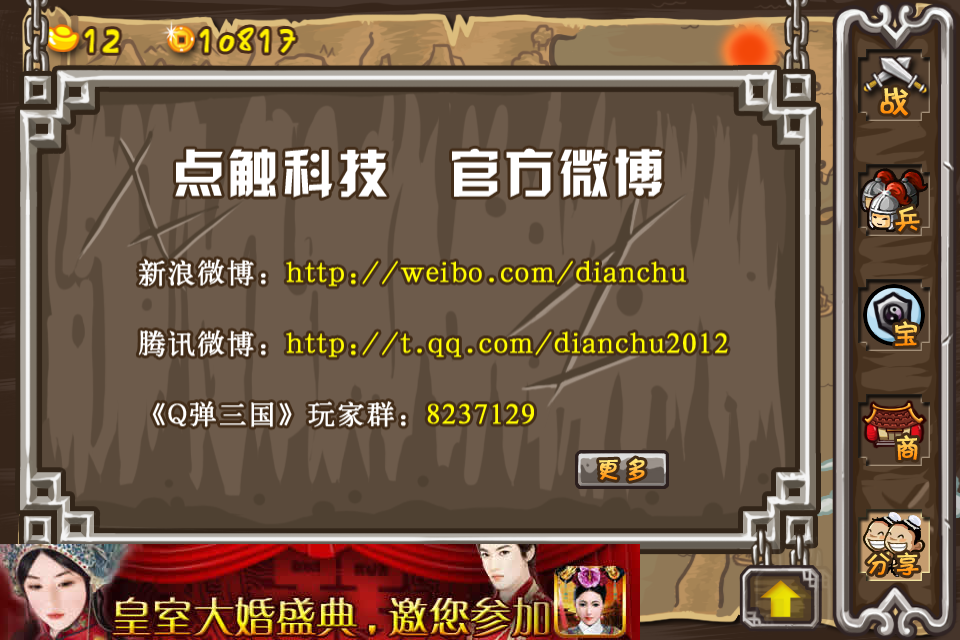 12 10817
点触科技 官方微博
新浪微博：http://weibo.com/dianchu
腾讯微博：http://t.qq.com/dianchu2012
《Q弹三国》玩家群：8237129
更多
战
兵
宝
商
分享
皇室大婚盛典，邀您参加